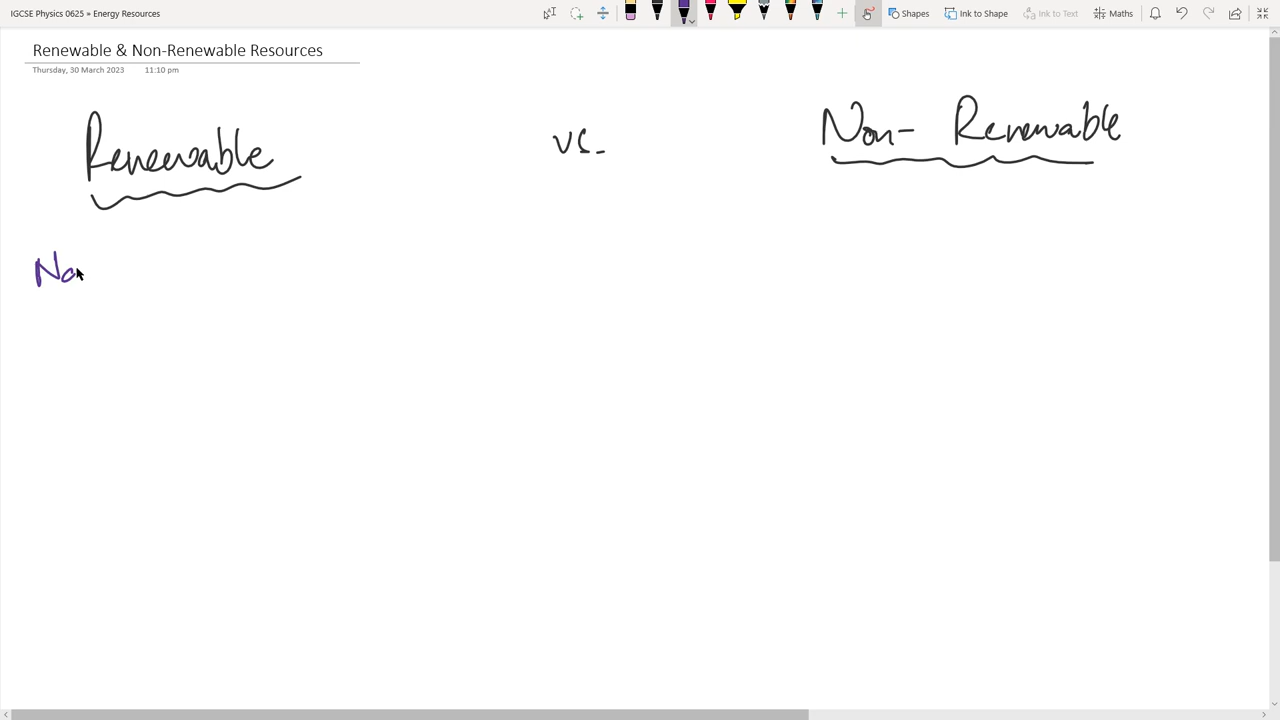 IGCSE Physics 0625 » Energy Resources
Shapes
Ink to Shape
Ink to Text
Maths
Renewable & Non-Renewable Resources
Thursday, 30 March 2023 11:10 pm
Renewable vs. Non- Renewable
No